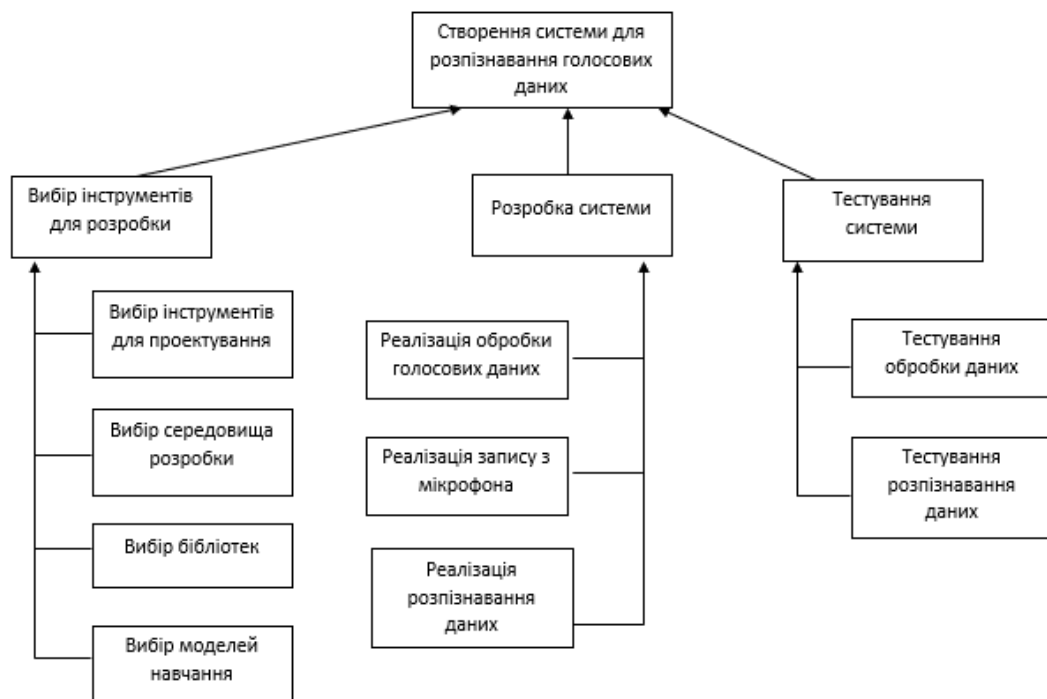 Створення системи для
розпізнавання голосових
даних
Вибір інструментів
для розробки
Розробка системи
Тестування
системи
Вибір інструментів
для проектування
Вибір середовища
розробки
Вибір бібліотек
Вибір моделей
навчання
Реалізація обробки
голосових даних
Реалізація запису з
мікрофона
Реалізація
розпізнавання
даних
Тестування
обробки даних
Тестування
розпізнавання
даних